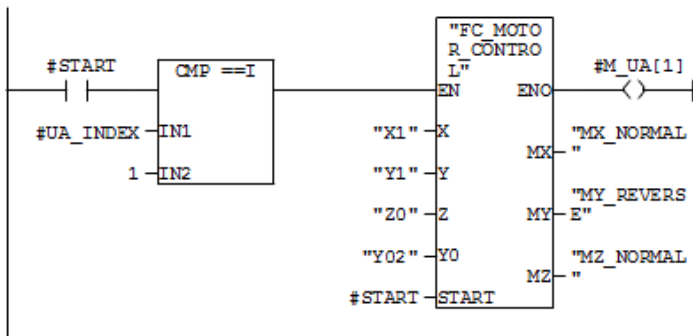 "FC_MOTO
R_CONTRO
L"
#START
CMP ==I
#M_UA[1]
EN ENO
#UA_INDEX IN1
"X1" X
"MX_NORMAL
MX "
1 IN2
"Y1" Y
"MY_REVERS
"Z0" Z
MY E"
"Y02" Y0
"MZ_NORMAL
MZ "
#START START